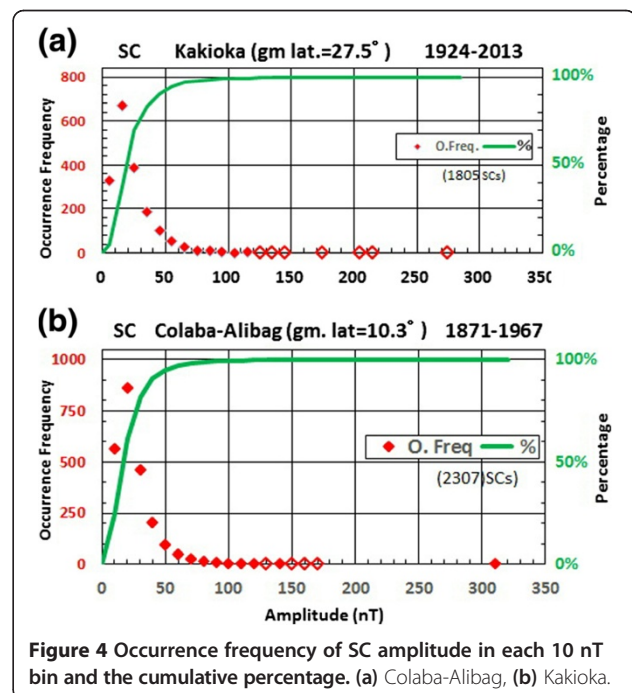 (a) SC Kakioka (gm lat.=27.5° ) 1924-2013
800
600
400
200
0
Occurrence Frequency
100%
50%
0%
Percentage
O.Freq. %
(1805 SCs)
0 50 100 150 200 250 300 350
(b) SC Colaba-Alibag (gm. lat=10.3° ) 1871-1967
1000
750
500
250
0
Occurrence Frequency
100%
50%
0%
Percentage
O. Freq %
(2307)SCs)
0 50 100 150 200 250 300 350
Amplitude (nT)
Figure 4 Occurrence frequency of SC amplitude in each 10 nT
bin and the cumulative percentage. (a) Colaba-Alibag, (b) Kakioka.